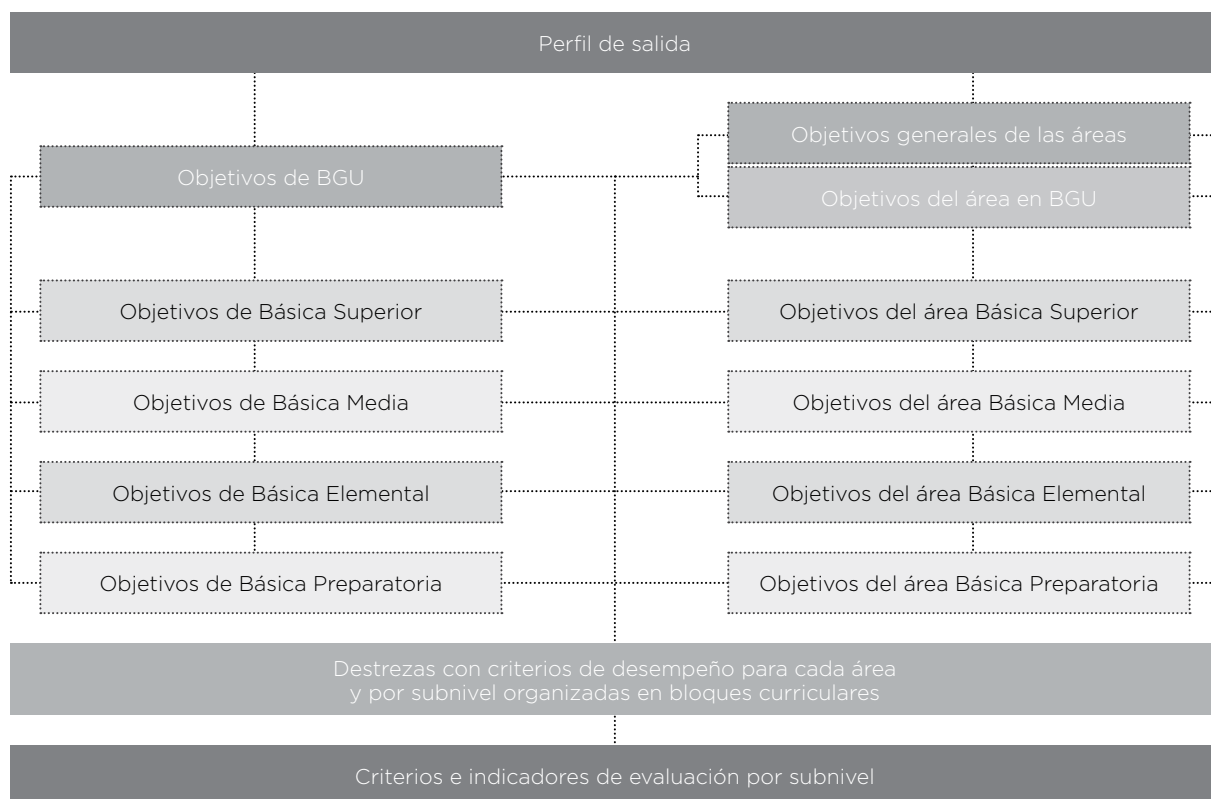 Perfil de salida
Objetivos generales de las áreas
Objetivos de BGU
Objetivos del área en BGU
Objetivos de Básica Superior
Objetivos del área Básica Superior
Objetivos de Básica Media
Objetivos del área Básica Media
Objetivos de Básica Elemental
Objetivos del área Básica Elemental
Objetivos de Básica Preparatoria
Objetivos del área Básica Preparatoria
Destrezas con criterios de desempeño para cada área
y por subnivel organizadas en bloques curriculares
Criterios e indicadores de evaluación por subnivel